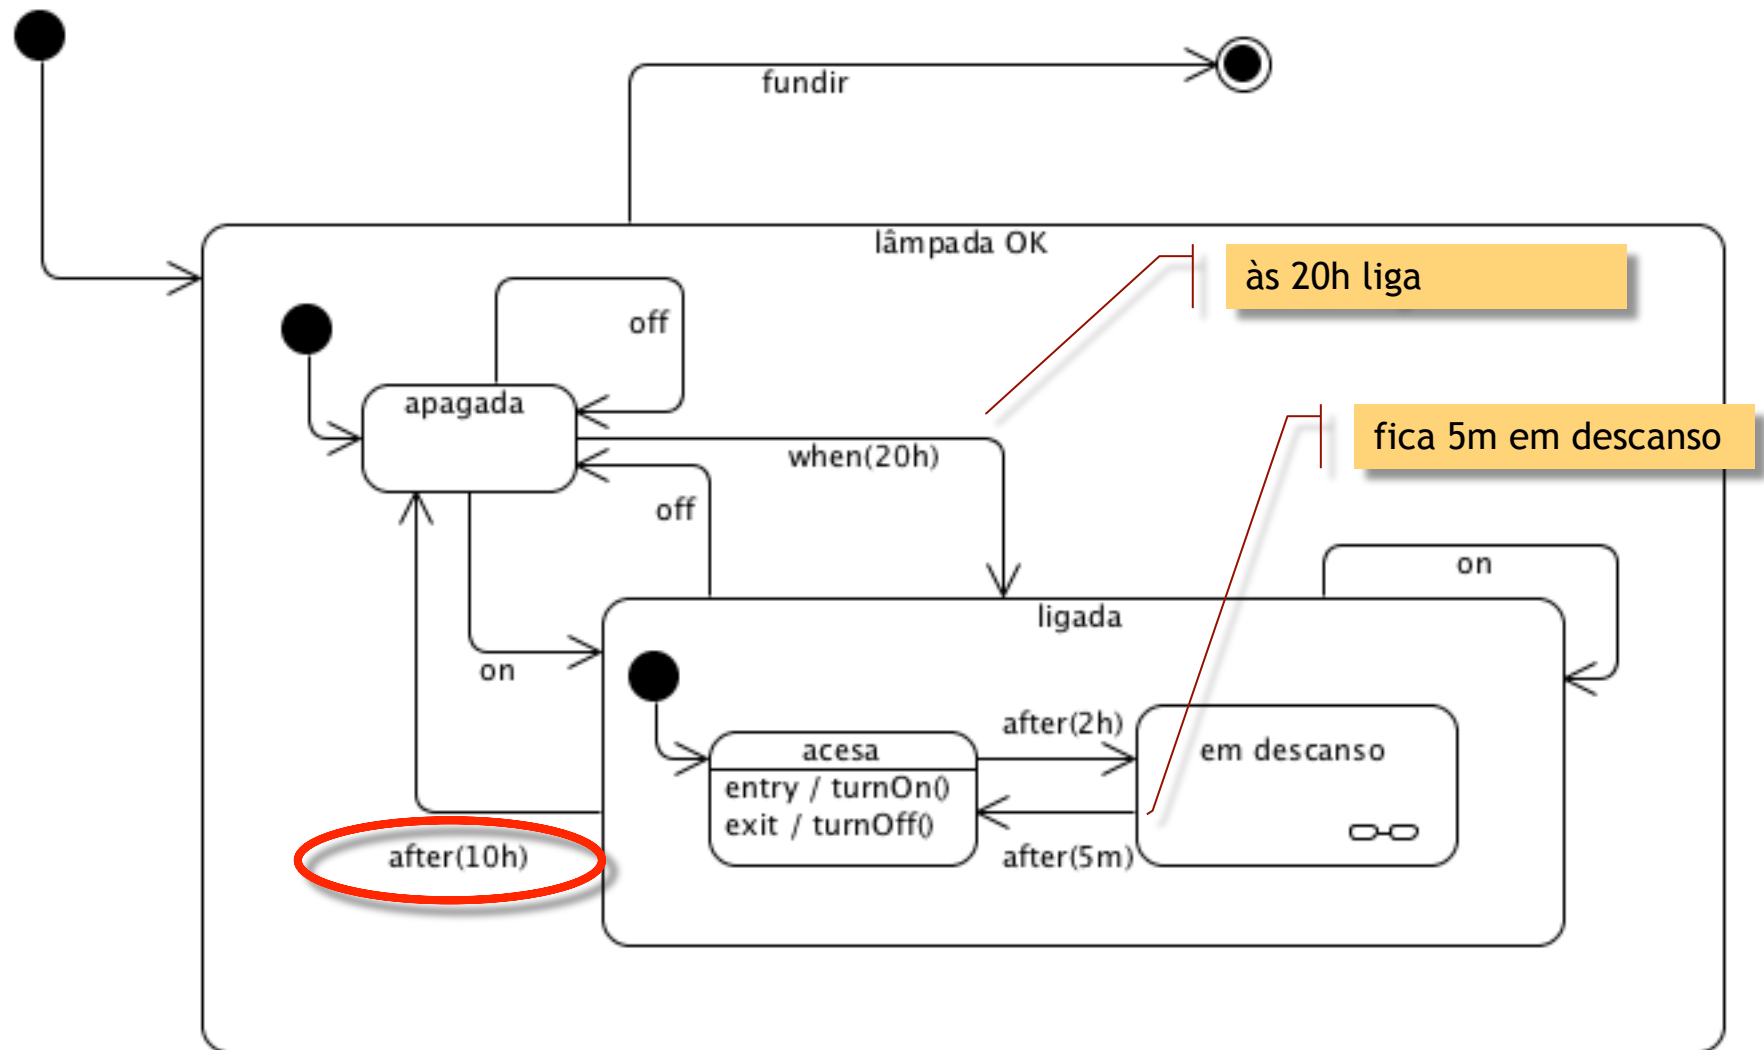 fundir
lâmpada OK
às 20h liga
off
apagada
fica 5m em descanso
when(20h)
off
on
ligada
on
after(2h)
acesa
em descanso
entry / turnOn()
exit / turnOff()
after(10h)
after(5m)